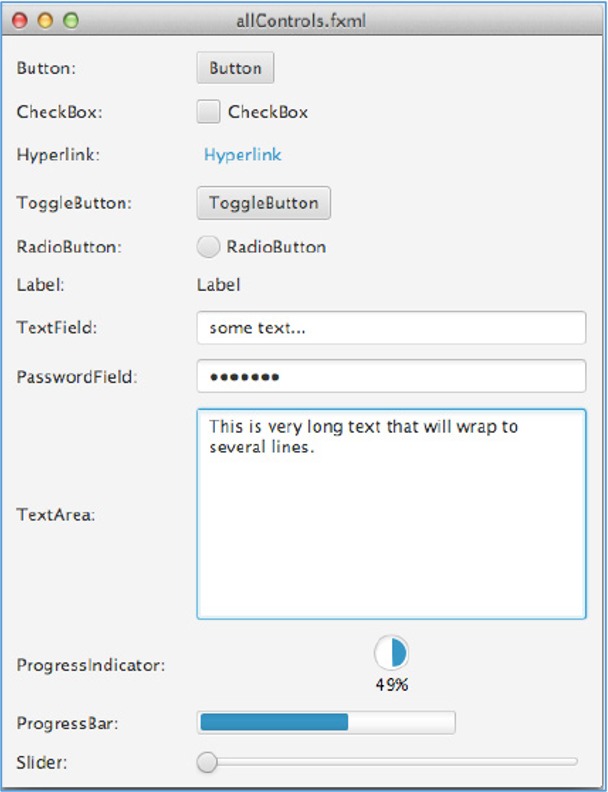 allControls.fxml
Button: Button
CheckBox: CheckBox
Hyperlink: Hyperlink
ToggleButton: ToggleButton
RadioButton: RadioButton
Label: Label
TextField: some text...
PasswordField: •••••••
This is very long text that will wrap to
several lines.
TextArea:
ProgressIndicator:
49%
ProgressBar:
Slider: